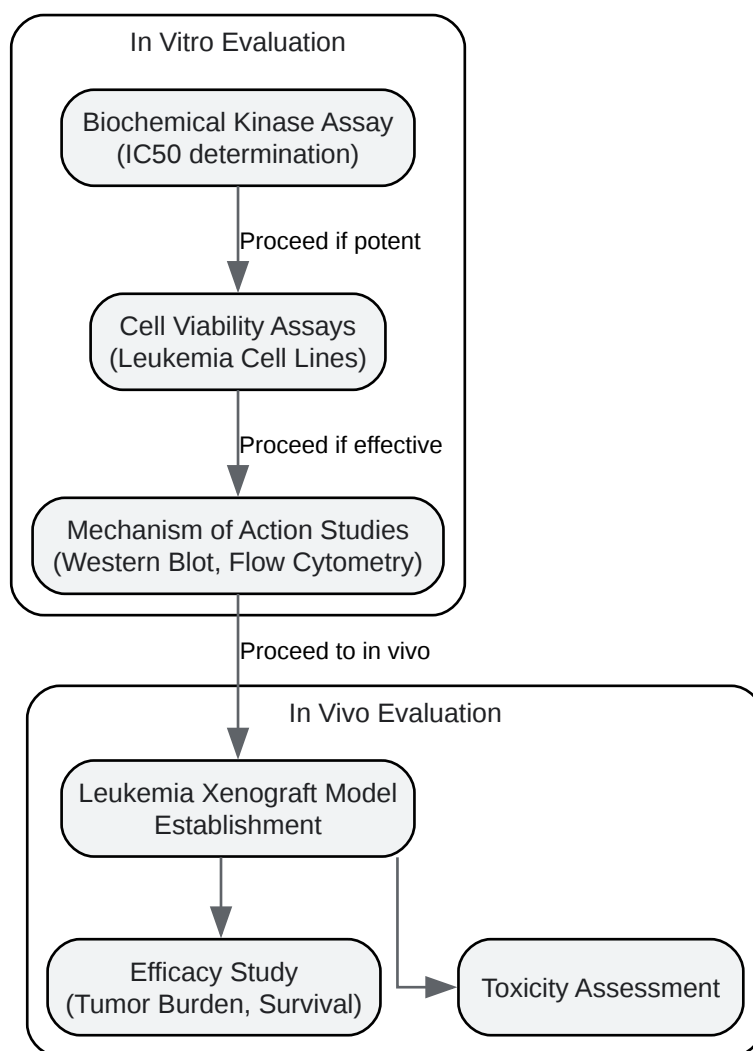 In Vitro Evaluation
Biochemical Kinase Assay
(IC50 determination)
Proceed if potent
Cell Viability Assays
(Leukemia Cell Lines)
Proceed if effective
Mechanism of Action Studies
(Western Blot, Flow Cytometry)
Proceed to in vivo
In Vivo Evaluation
Leukemia Xenograft Model
Establishment
Efficacy Study
(Tumor Burden, Survival)
Toxicity Assessment